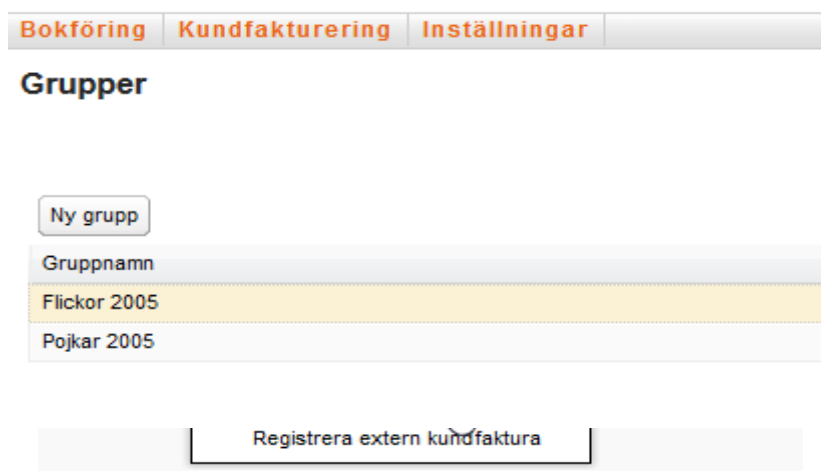 Bokföring Kundfakturering Inställningar
Grupper
Ny grupp
Gruppnamn
Flickor 2005
Pojkar 2005
Registrera extern kundfaktura